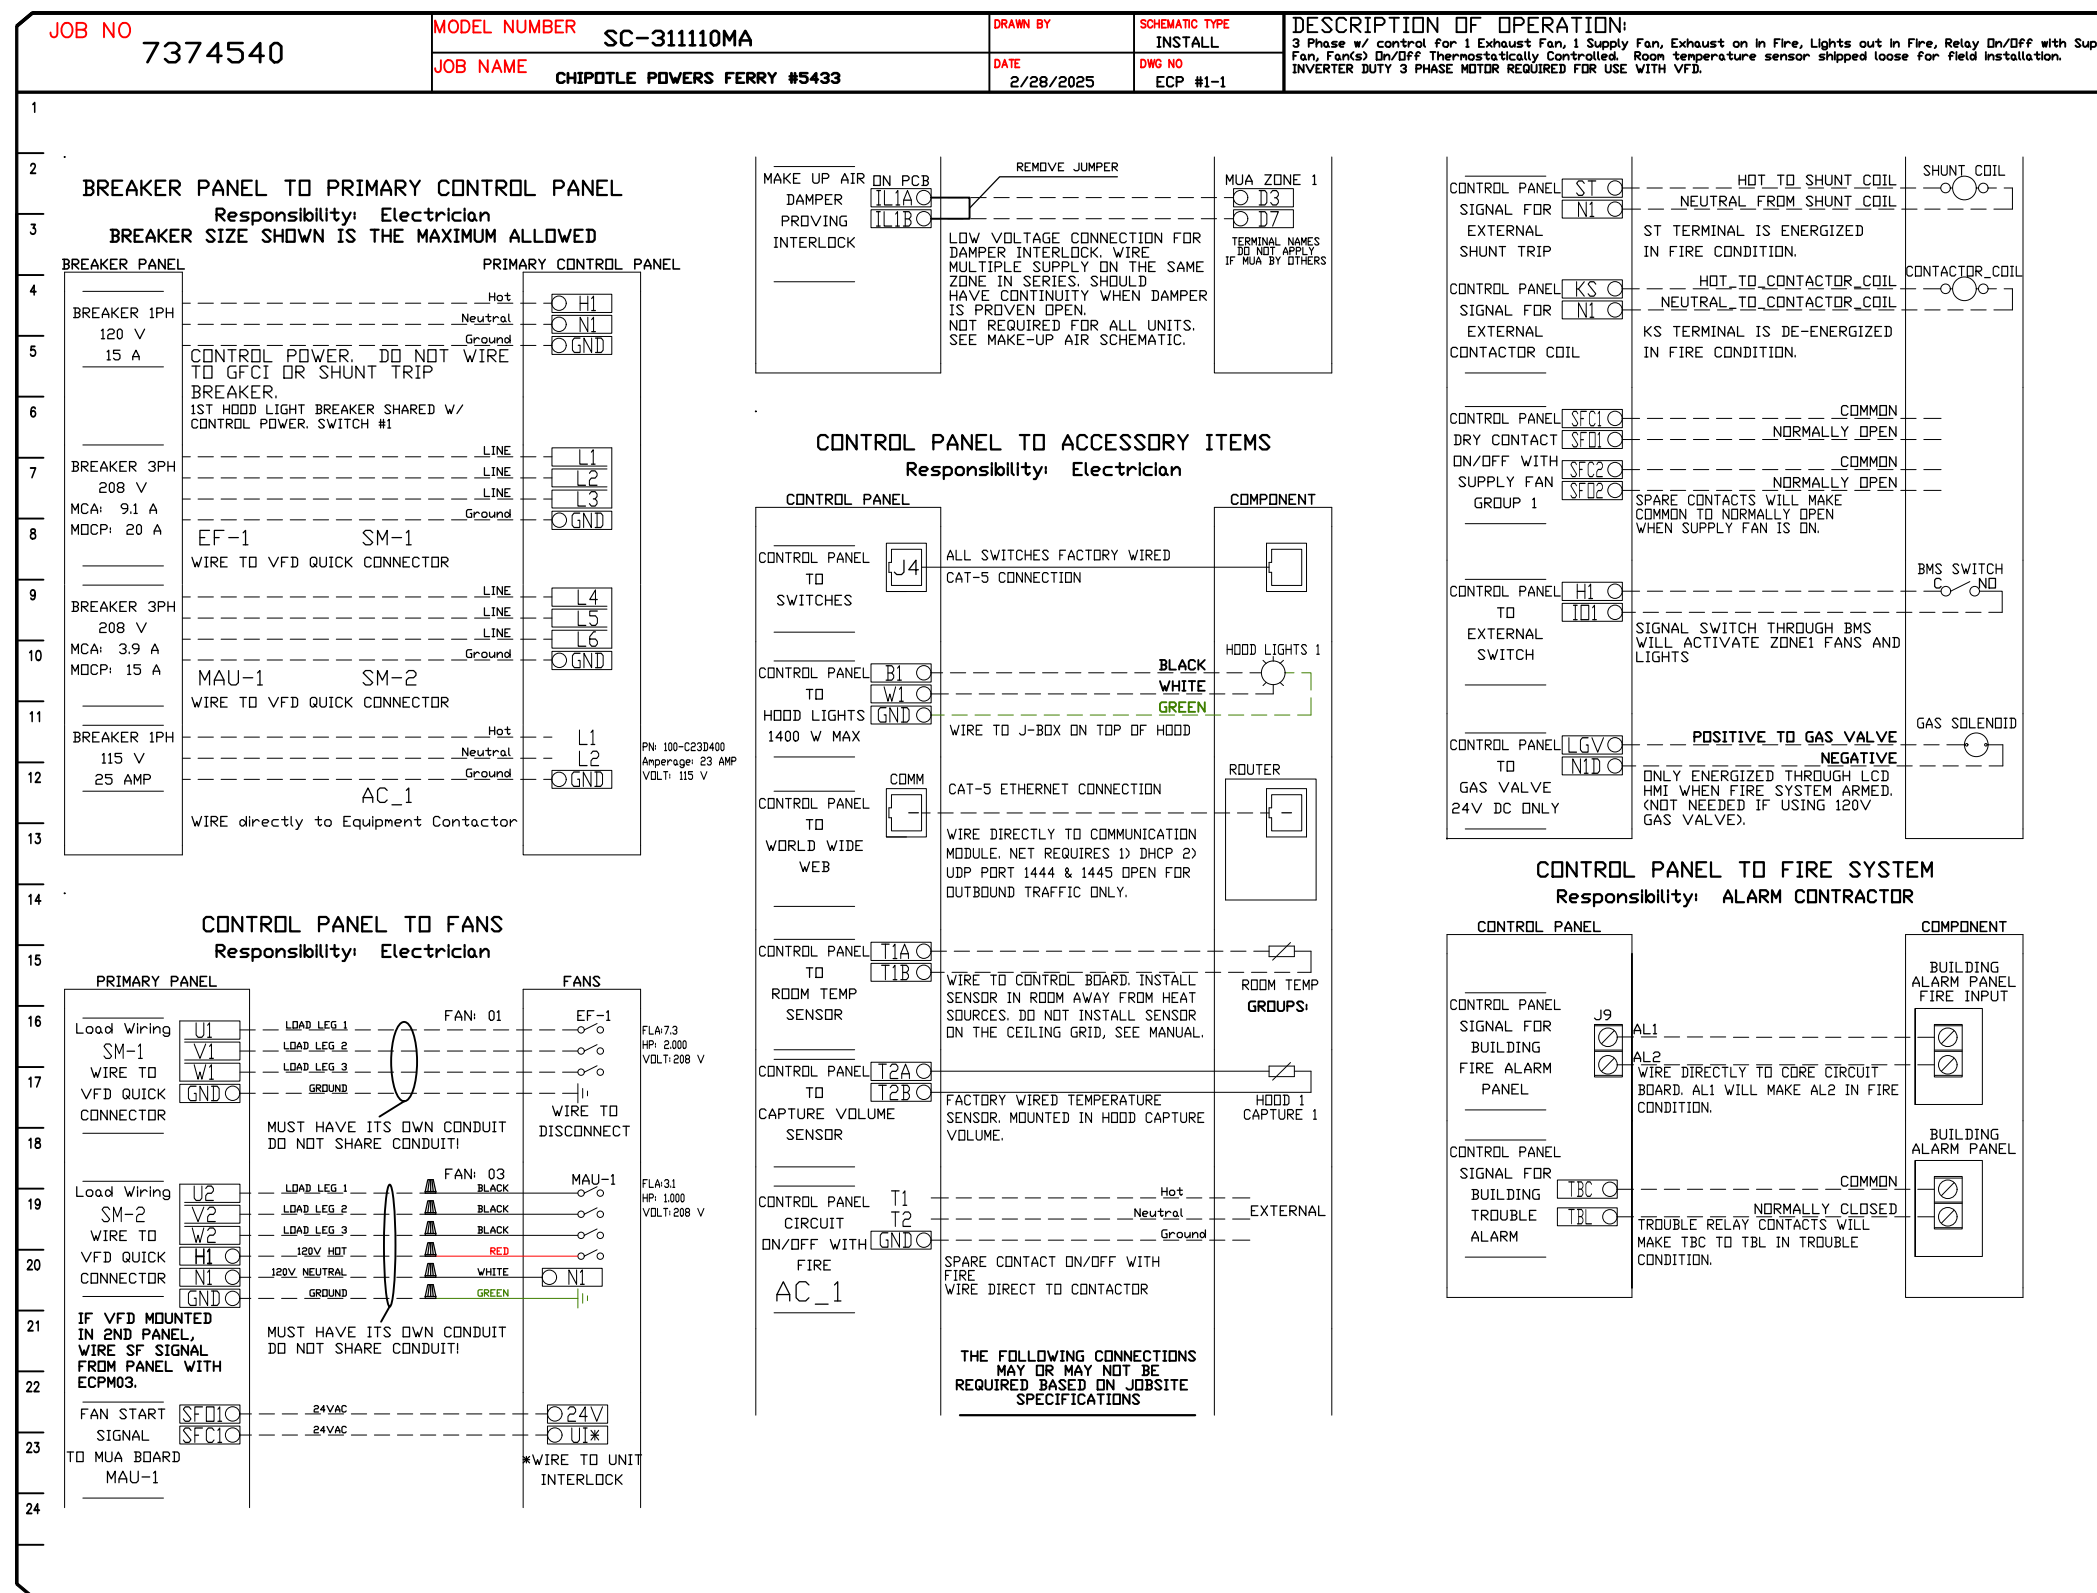 JOB NO
7374540
MODEL NUMBER
SC-311110MA
JOB NAME
CHIPOTLE POWERS FERRY #5433
DRAWN BY
DATE
2/28/2025
SCHEMATIC TYPE
INSTALL
DWG NO
ECP #1-1
DESCRIPTION OF OPERATION:
3 Phase w/ control for 1 Exhaust Fan, 1 Supply Fan, Exhaust on in Fire, Lights out in Fire, Relay On/Off with Sup
Fan, Fan(s) On/Off Thermostatically Controlled. Room temperature sensor shipped loose for field installation.
INVERTER DUTY 3 PHASE MOTOR REQUIRED FOR USE WITH VFD.
1
2
3
4
5
6
7
8
9
10
11
12
13
14
15
16
17
18
19
20
21
22
23
24
BREAKER PANEL TO PRIMARY CONTROL PANEL
Responsibility: Electrician
BREAKER SIZE SHOWN IS THE MAXIMUM ALLOWED
BREAKER PANEL
PRIMARY CONTROL PANEL
BREAKER 1PH
120 V
15 A
Hot
H1
Neutral
N1
Ground
GND
CONTROL POWER. DO NOT WIRE
TO GFCI OR SHUNT TRIP
BREAKER.
1ST HOOD LIGHT BREAKER SHARED W/
CONTROL POWER. SWITCH #1
BREAKER 3PH
208 V
MCA: 9.1 A
MOCP: 20 A
LINE
L1
LINE
L2
LINE
L3
Ground
GND
EF-1
SM-1
WIRE TO VFD QUICK CONNECTOR
BREAKER 3PH
208 V
MCA: 3.9 A
MOCP: 15 A
LINE
L4
LINE
L5
LINE
L6
Ground
GND
MAU-1
SM-2
WIRE TO VFD QUICK CONNECTOR
BREAKER 1PH
115 V
25 AMP
Hot
L1
Neutral
L2
Ground
GND
PN: 100-C23D400
Amperage: 23 AMP
VOLT: 115 V
AC_1
WIRE directly to Equipment Contactor
CONTROL PANEL TO FANS
Responsibility: Electrician
PRIMARY PANEL
FANS
Load Wiring
SM-1
WIRE TO
VFD QUICK
CONNECTOR
U1
V1
W1
GND
LOAD LEG 1
LOAD LEG 2
LOAD LEG 3
GROUND
FAN: 01
EF-1
FLA:7.3
HP: 2.000
VOLT: 208 V
WIRE TO
DISCONNECT
MUST HAVE ITS OWN CONDUIT
DO NOT SHARE CONDUIT!
Load Wiring
SM-2
WIRE TO
VFD QUICK
CONNECTOR
U2
V2
W2
H1
N1
GND
LOAD LEG 1
LOAD LEG 2
LOAD LEG 3
120V HOT
120V NEUTRAL
GROUND
FAN: 03
BLACK
BLACK
BLACK
RED
WHITE
GREEN
MAU-1
N1
FLA:3.1
HP: 1.000
VOLT: 208 V
MUST HAVE ITS OWN CONDUIT
DO NOT SHARE CONDUIT!
IF VFD MOUNTED
IN 2ND PANEL,
WIRE SF SIGNAL
FROM PANEL WITH
ECPM03.
FAN START
SIGNAL
TO MUA BOARD
MAU-1
SFO1
SFC1
24VAC
24VAC
24V
UI*
*WIRE TO UNIT
INTERLOCK
MAKE UP AIR
DAMPER
PROVING
INTERLOCK
ON PCB
IL1A
IL1B
REMOVE JUMPER
MUA ZONE 1
D3
D7
TERMINAL NAMES
DO NOT APPLY
IF MUA BY OTHERS
LOW VOLTAGE CONNECTION FOR
DAMPER INTERLOCK. WIRE
MULTIPLE SUPPLY ON THE SAME
ZONE IN SERIES. SHOULD
HAVE CONTINUITY WHEN DAMPER
IS PROVEN OPEN.
NOT REQUIRED FOR ALL UNITS.
SEE MAKE-UP AIR SCHEMATIC.
CONTROL PANEL TO ACCESSORY ITEMS
Responsibility: Electrician
CONTROL PANEL
COMPONENT
CONTROL PANEL
TO
SWITCHES
J4
ALL SWITCHES FACTORY WIRED
CAT-5 CONNECTION
CONTROL PANEL
TO
HOOD LIGHTS
1400 W MAX
B1
W1
GND
BLACK
WHITE
GREEN
HOOD LIGHTS 1
WIRE TO J-BOX ON TOP OF HOOD
CONTROL PANEL
TO
WORLD WIDE
WEB
COMM
CAT-5 ETHERNET CONNECTION
ROUTER
WIRE DIRECTLY TO COMMUNICATION
MODULE. NET REQUIRES 1) DHCP 2)
UDP PORT 1444 & 1445 OPEN FOR
OUTBOUND TRAFFIC ONLY.
CONTROL PANEL
TO
ROOM TEMP
SENSOR
T1A
T1B
WIRE TO CONTROL BOARD. INSTALL
SENSOR IN ROOM AWAY FROM HEAT
SOURCES. DO NOT INSTALL SENSOR
ON THE CEILING GRID, SEE MANUAL.
ROOM TEMP
GROUPS:
CONTROL PANEL
TO
CAPTURE VOLUME
SENSOR
T2A
T2B
FACTORY WIRED TEMPERATURE
SENSOR. MOUNTED IN HOOD CAPTURE
VOLUME.
HOOD 1
CAPTURE 1
CONTROL PANEL
CIRCUIT
ON/OFF WITH
FIRE
AC_1
T1
T2
GND
Hot
Neutral
Ground
EXTERNAL
SPARE CONTACT ON/OFF WITH
FIRE
WIRE DIRECT TO CONTACTOR
THE FOLLOWING CONNECTIONS
MAY OR MAY NOT BE
REQUIRED BASED ON JOBSITE
SPECIFICATIONS
CONTROL PANEL
SIGNAL FOR
EXTERNAL
SHUNT TRIP
ST
N1
HOT TO SHUNT COIL
NEUTRAL FROM SHUNT COIL
SHUNT COIL
ST TERMINAL IS ENERGIZED
IN FIRE CONDITION.
CONTROL PANEL
SIGNAL FOR
EXTERNAL
CONTACTOR COIL
KS
N1
HOT TO CONTACTOR COIL
NEUTRAL TO CONTACTOR COIL
CONTACTOR COIL
KS TERMINAL IS DE-ENERGIZED
IN FIRE CONDITION.
CONTROL PANEL
DRY CONTACT
ON/OFF WITH
SUPPLY FAN
GROUP 1
SFC1
SFO1
SFC2
SFO2
COMMON
NORMALLY OPEN
COMMON
NORMALLY OPEN
SPARE CONTACTS WILL MAKE
COMMON TO NORMALLY OPEN
WHEN SUPPLY FAN IS ON.
CONTROL PANEL
TO
EXTERNAL
SWITCH
H1
IO1
BMS SWITCH
C
NO
SIGNAL SWITCH THROUGH BMS
WILL ACTIVATE ZONE1 FANS AND
LIGHTS
CONTROL PANEL
TO
GAS VALVE
24V DC ONLY
LGV
N1D
POSITIVE TO GAS VALVE
NEGATIVE
GAS SOLENOID
ONLY ENERGIZED THROUGH LCD
HMI WHEN FIRE SYSTEM ARMED.
(NOT NEEDED IF USING 120V
GAS VALVE).
CONTROL PANEL TO FIRE SYSTEM
Responsibility: ALARM CONTRACTOR
CONTROL PANEL
COMPONENT
CONTROL PANEL
SIGNAL FOR
BUILDING
FIRE ALARM
PANEL
J9
AL1
AL2
BUILDING
ALARM PANEL
FIRE INPUT
WIRE DIRECTLY TO CORE CIRCUIT
BOARD. AL1 WILL MAKE AL2 IN FIRE
CONDITION.
CONTROL PANEL
SIGNAL FOR
BUILDING
TROUBLE
ALARM
TBC
TBL
COMMON
NORMALLY CLOSED
BUILDING
ALARM PANEL
TROUBLE RELAY CONTACTS WILL
MAKE TBC TO TBL IN TROUBLE
CONDITION.